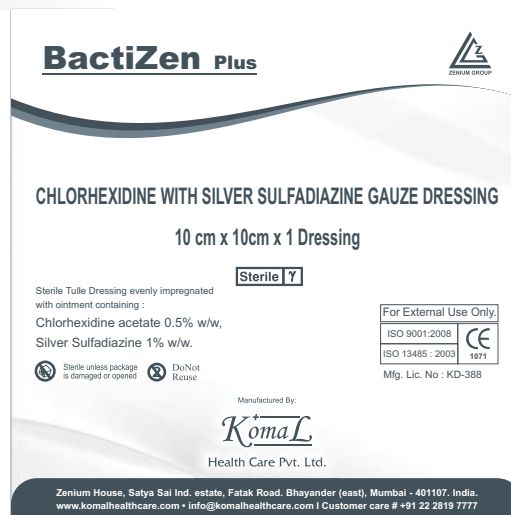 BactiZen Plus
ZENIUM GROUP
CHLORHEXIDINE WITH SILVER SULFADIAZINE GAUZE DRESSING
10 cm x 10cm x 1 Dressing
Sterile γ
Sterile Tulle Dressing evenly impregnated
with ointment containing :
Chlorhexidine acetate 0.5% w/w,
Silver Sulfadiazine 1% w/w.
Sterile unless package
is damaged or opened
DoNot
Reuse
For External Use Only.
ISO 9001:2008
ISO 13485 : 2003
CE
1071
Mfg. Lic. No : KD-388
Manufactured By:
KomaL
Health Care Pvt. Ltd.
Zenium House, Satya Sai Ind. estate, Fatak Road. Bhayander (east), Mumbai - 401107. India.
www.komalhealthcare.com • info@komalhealthcare.com I Customer care # +91 22 2819 7777